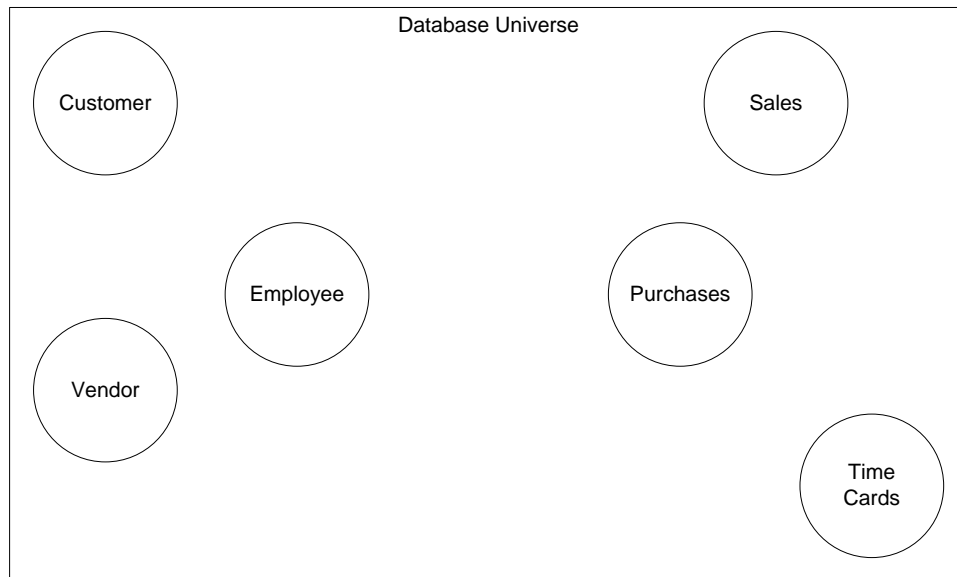 Database Universe
Customer
Sales
Employee
Purchases
Vendor
Time
Cards